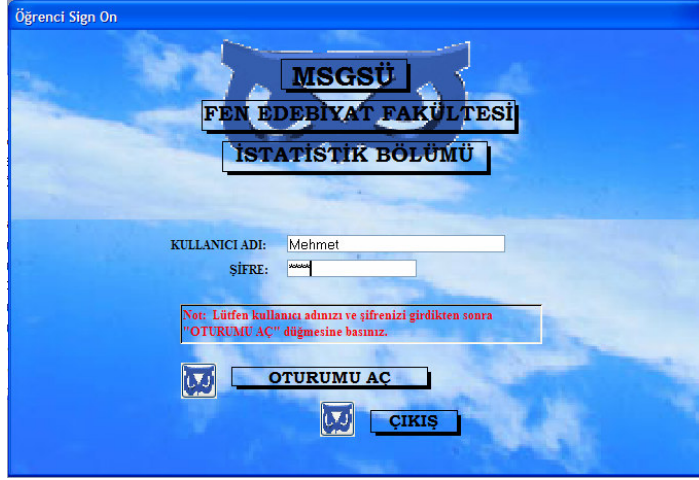 Öğrenci Sign On
MSGSÜ
FEN EDEBİYAT FAKÜLTESİ
İSTATİSTİK BÖLÜMÜ
KULLANICI ADI: Mehmet
ŞİFRE: ****
Not: Lütfen kullanıcı adınızı ve şifrenizi girdikten sonra
"OTURUMU AÇ" düğmesine basınız.
OTURUMU AÇ
ÇIKIŞ